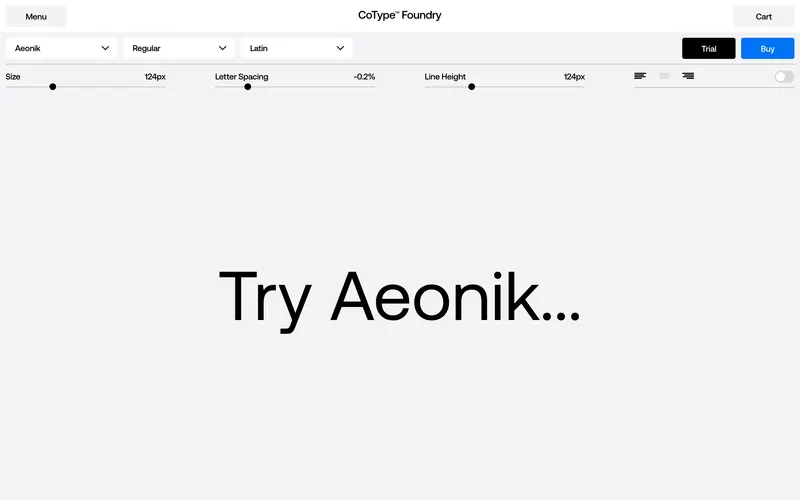 Menu
CoType™ Foundry
Cart
Aeonik
Regular
Latin
Trial
Buy
Size
124px
Letter Spacing
-0.2%
Line Height
124px
Try Aeonik...